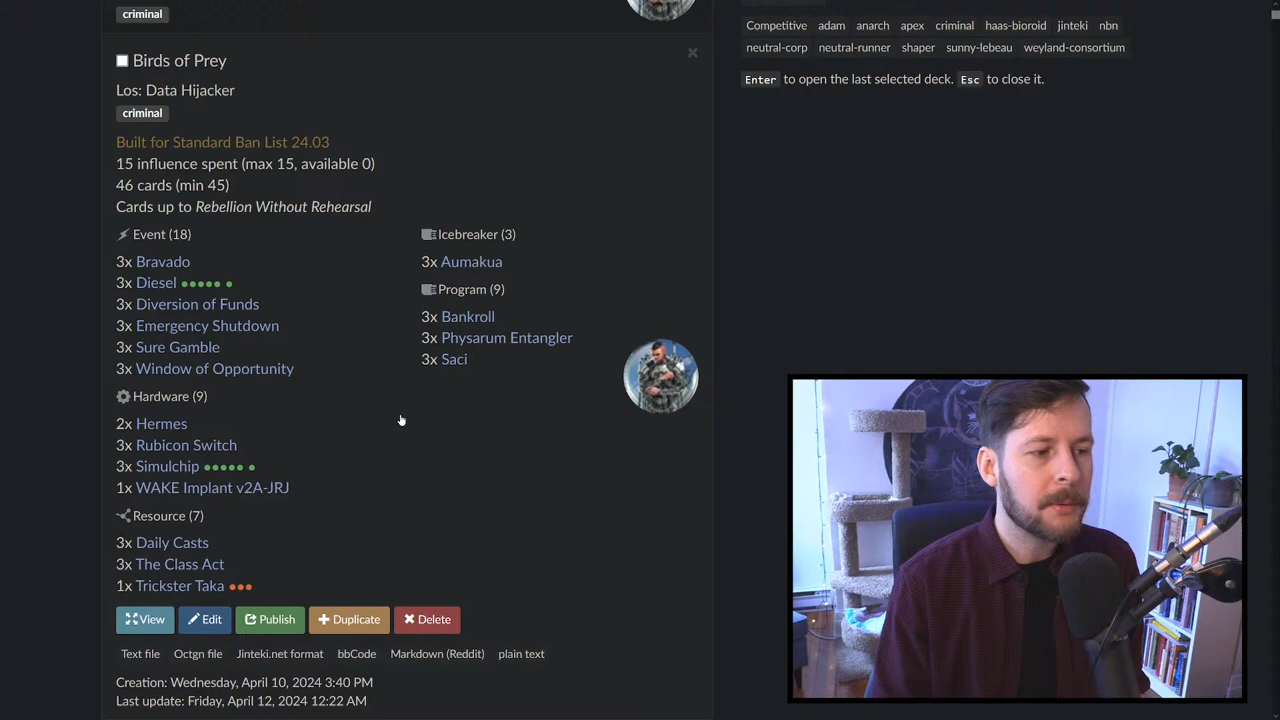 criminal
Birds of Prey
Los: Data Hijacker
criminal
Built for Standard Ban List 24.03
15 influence spent (max 15, available 0)
46 cards (min 45)
Cards up to Rebellion Without Rehearsal
Event (18)
3x Bravado
3x Diesel
3x Diversion of Funds
3x Emergency Shutdown
3x Sure Gamble
3x Window of Opportunity
Hardware (9)
2x Hermes
3x Rubicon Switch
3x Simulchip
1x WAKE Implant v2A-JRJ
Resource (7)
3x Daily Casts
3x The Class Act
1x Trickster Taka
Icebreaker (3)
3x Aumakua
Program (9)
3x Bankroll
3x Physarum Entangler
3x Saci
View Edit Publish Duplicate Delete
Text file Octgn file Jinteki.net format bbCode Markdown (Reddit) plain text
Creation: Wednesday, April 10, 2024 3:40 PM
Last update: Friday, April 12, 2024 12:22 AM
Competitive adam anarch apex criminal haas-bioroid jinteki nbn
neutral-corp neutral-runner shaper sunny-lebeau weyland-consortium
Enter to open the last selected deck. Esc to close it.